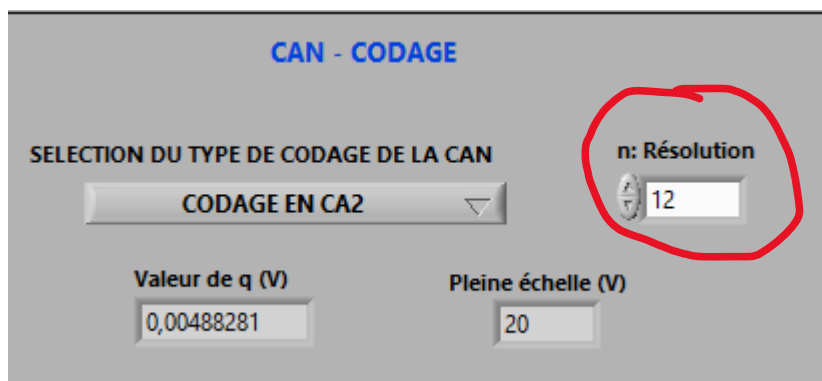 CAN - CODAGE
SELECTION DU TYPE DE CODAGE DE LA CAN
CODAGE EN CA2
n: Résolution
12
Valeur de q (V)
0,00488281
Pleine échelle (V)
20